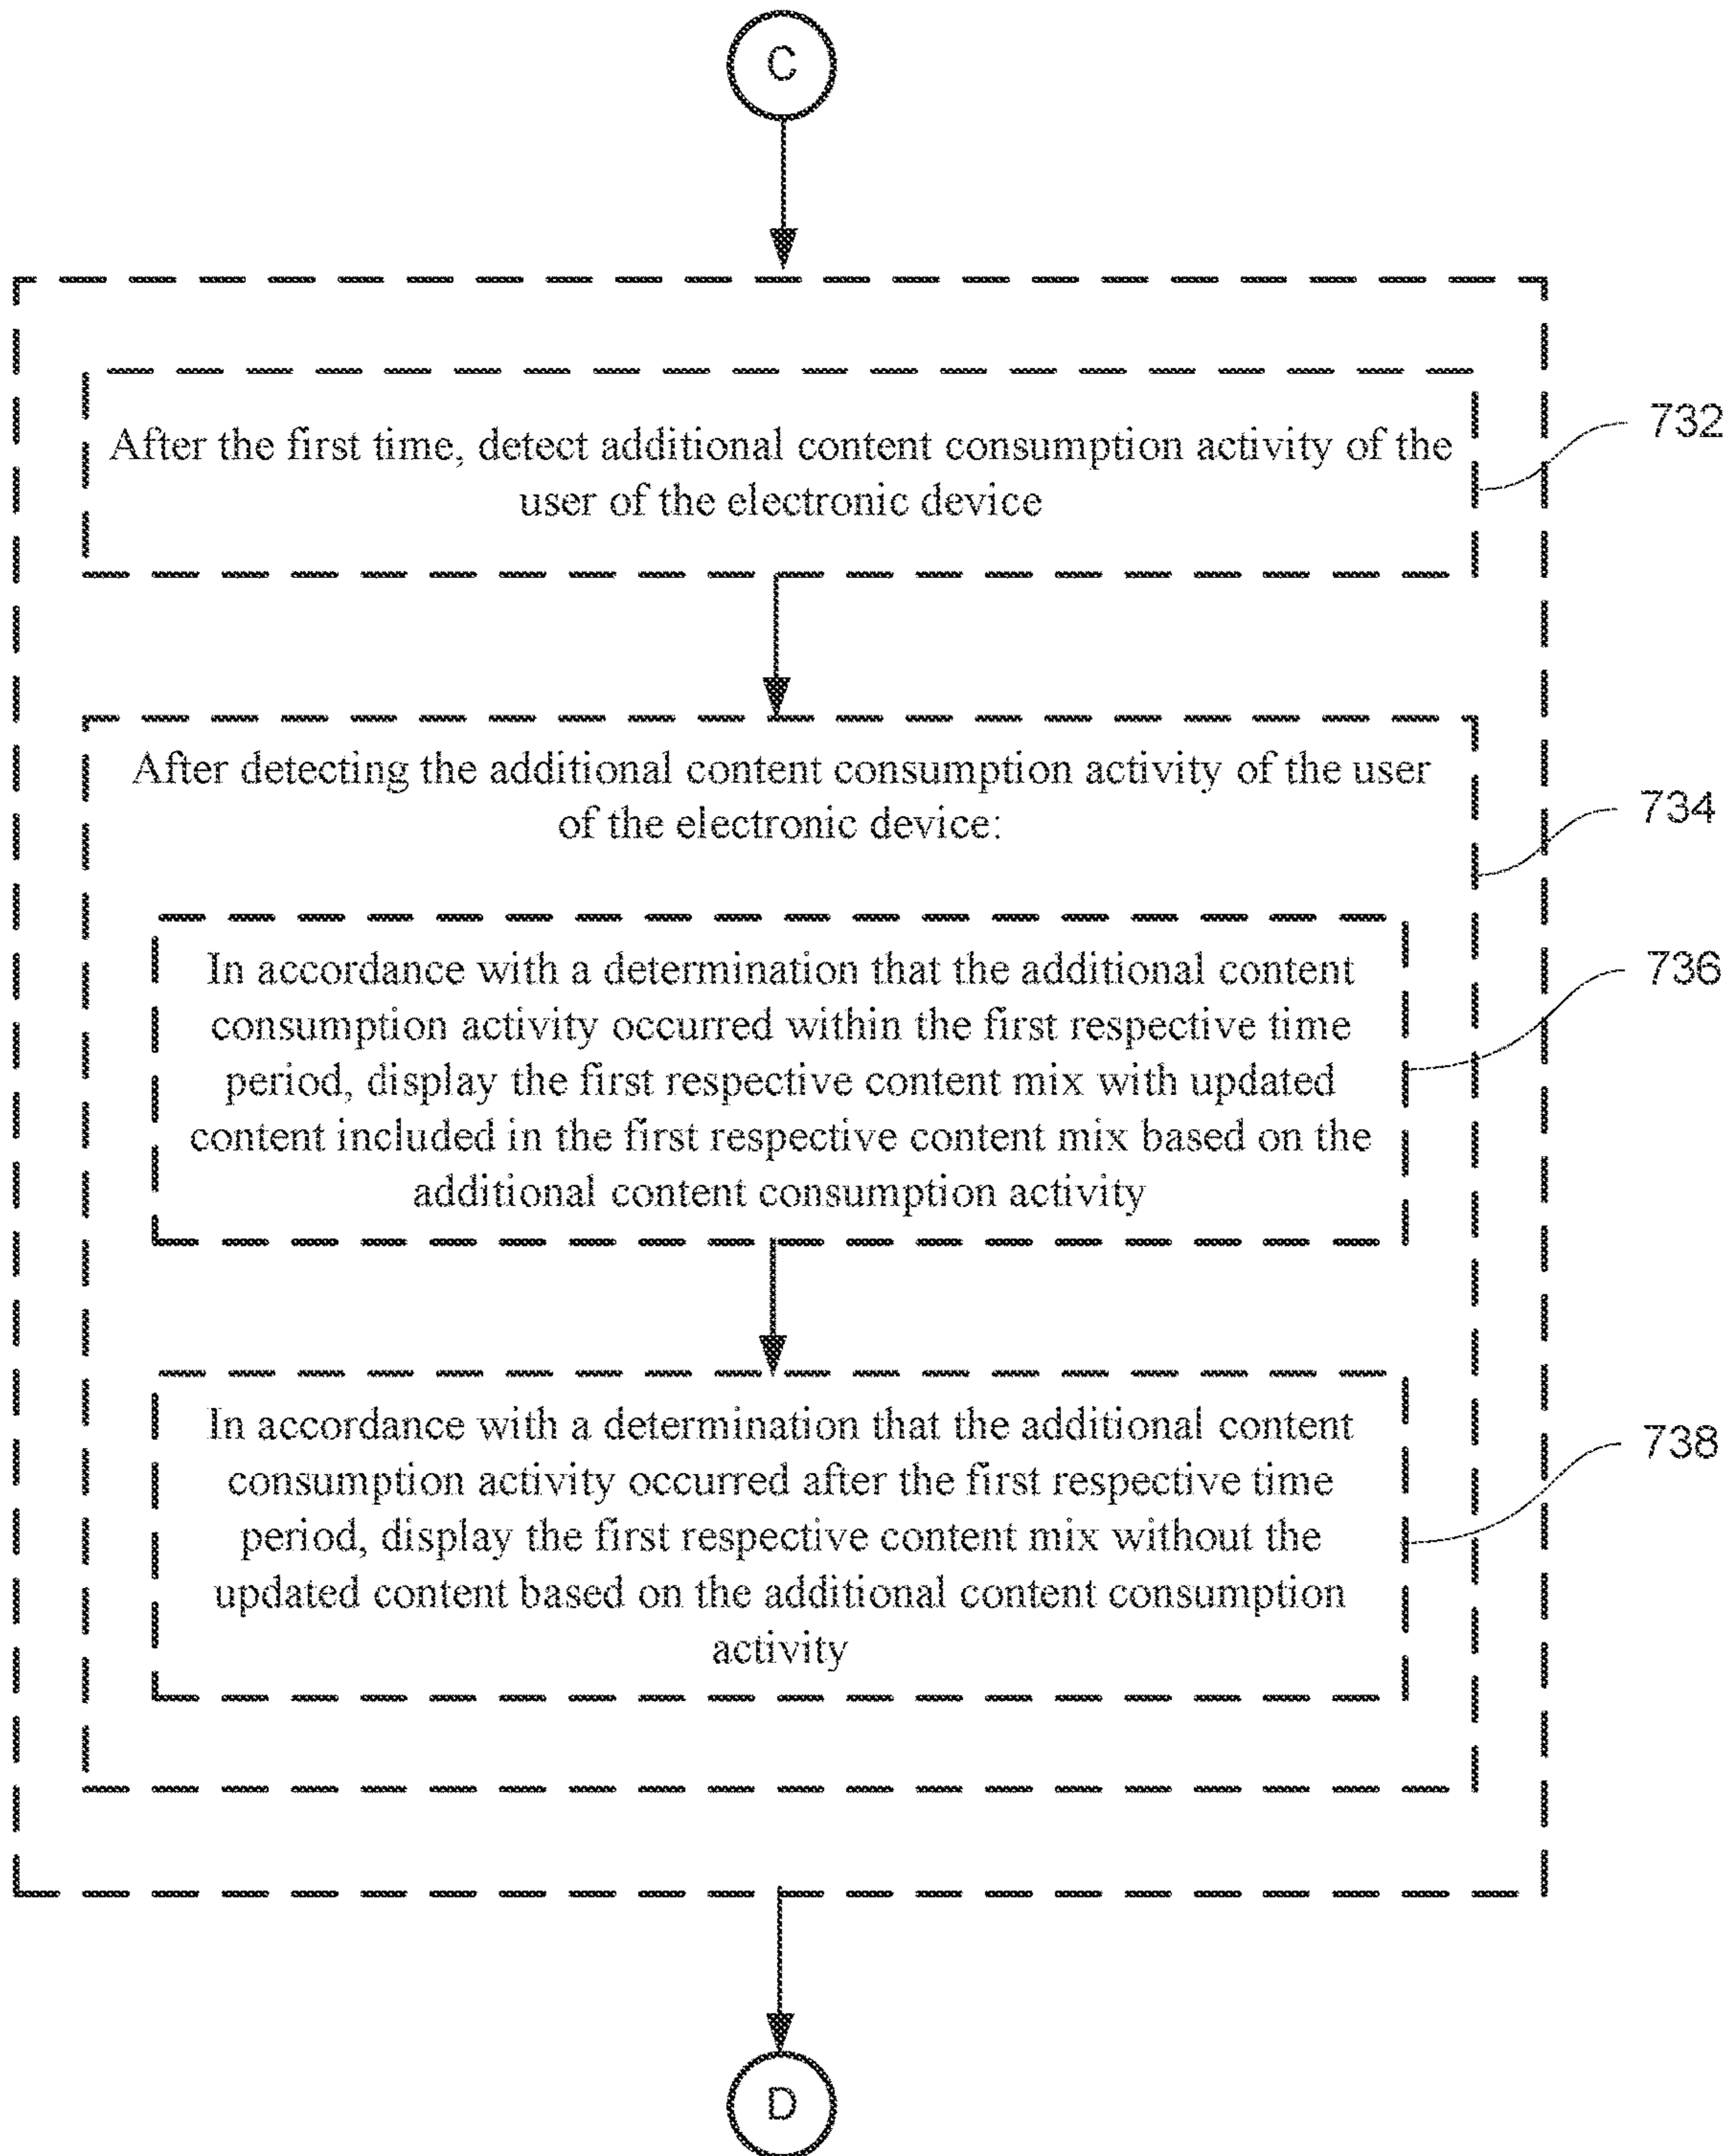 C
After the first time, detect additional content consumption activity of the
user of the electronic device
732
After detecting the additional content consumption activity of the user
of the electronic device:
734
In accordance with a determination that the additional content
consumption activity occurred within the first respective time
period, display the first respective content mix with updated
content included in the first respective content mix based on the
additional content consumption activity
736
In accordance with a determination that the additional content
consumption activity occurred after the first respective time
period, display the first respective content mix without the
updated content based on the additional content consumption
activity
738
D